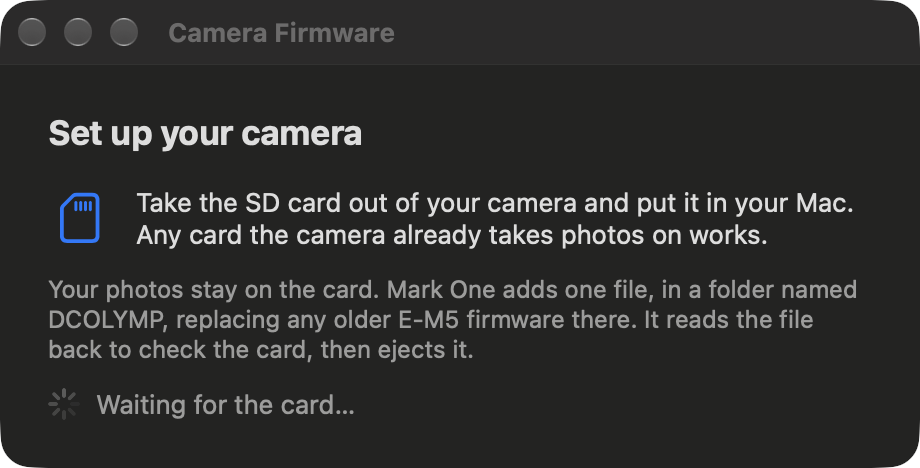 Camera Firmware
Set up your camera
Take the SD card out of your camera and put it in your Mac.
Any card the camera already takes photos on works.
Your photos stay on the card. Mark One adds one file, in a folder named
DCOLYMP, replacing any older E-M5 firmware there. It reads the file
back to check the card, then ejects it.
Waiting for the card...